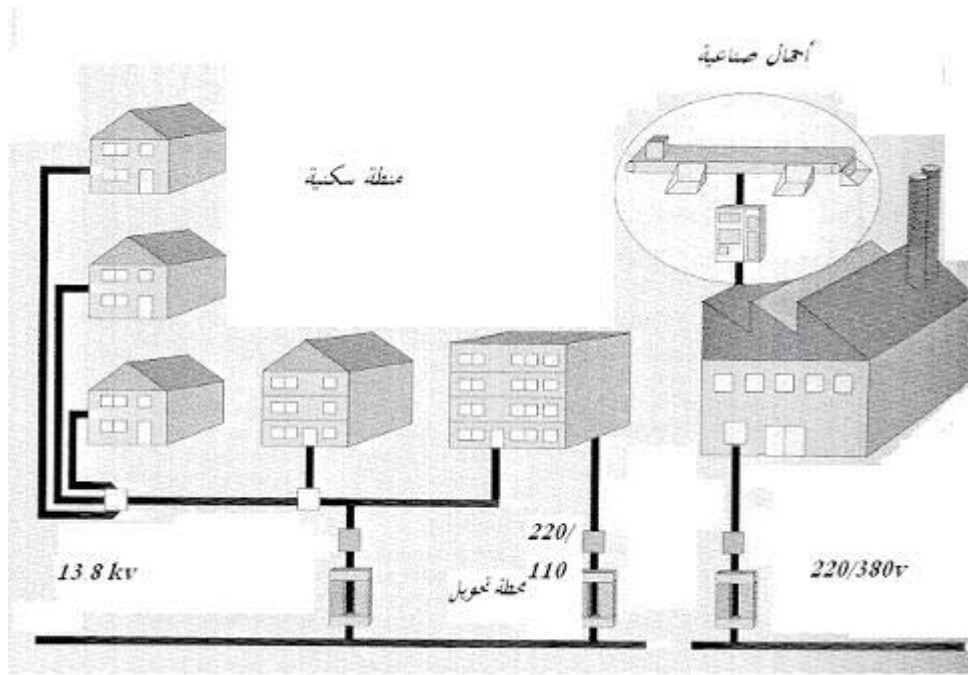 أحمال صناعية
منطقة سكنية
220/
110
13.8 kv
محطة تحويل
220/380v